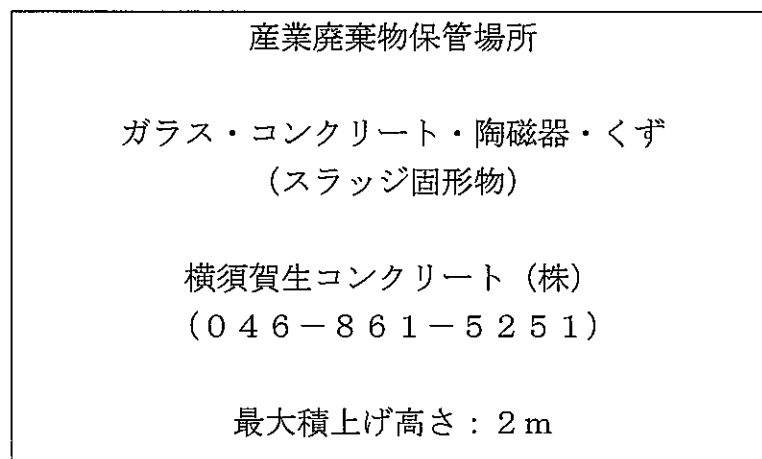 産業廃棄物保管場所
ガラス・コンクリート・陶磁器・くず
（スラッジ固形物）
横須賀生コンクリート（株）
（０４６－８６１－５２５１）
最大積上げ高さ：２ｍ